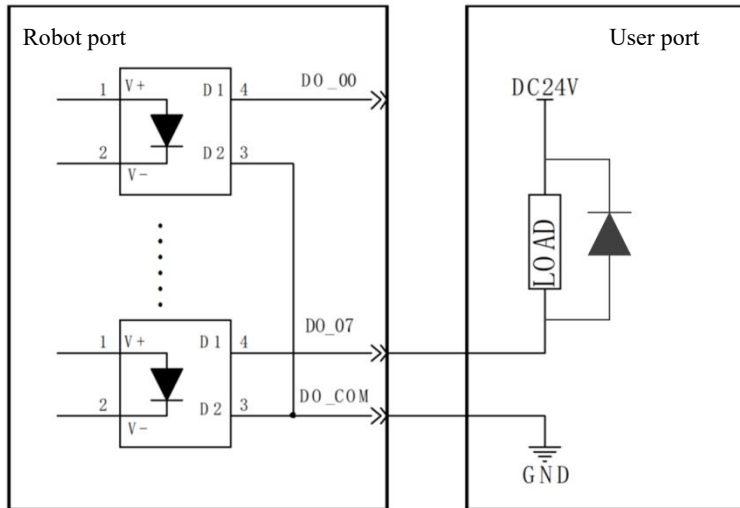 Robot port
User port
DO_00
DC24V
1
V+
D1
4
2
V-
D2
3
LOAD
DO_07
1
V+
D1
4
DO_COM
2
V-
D2
3
GND